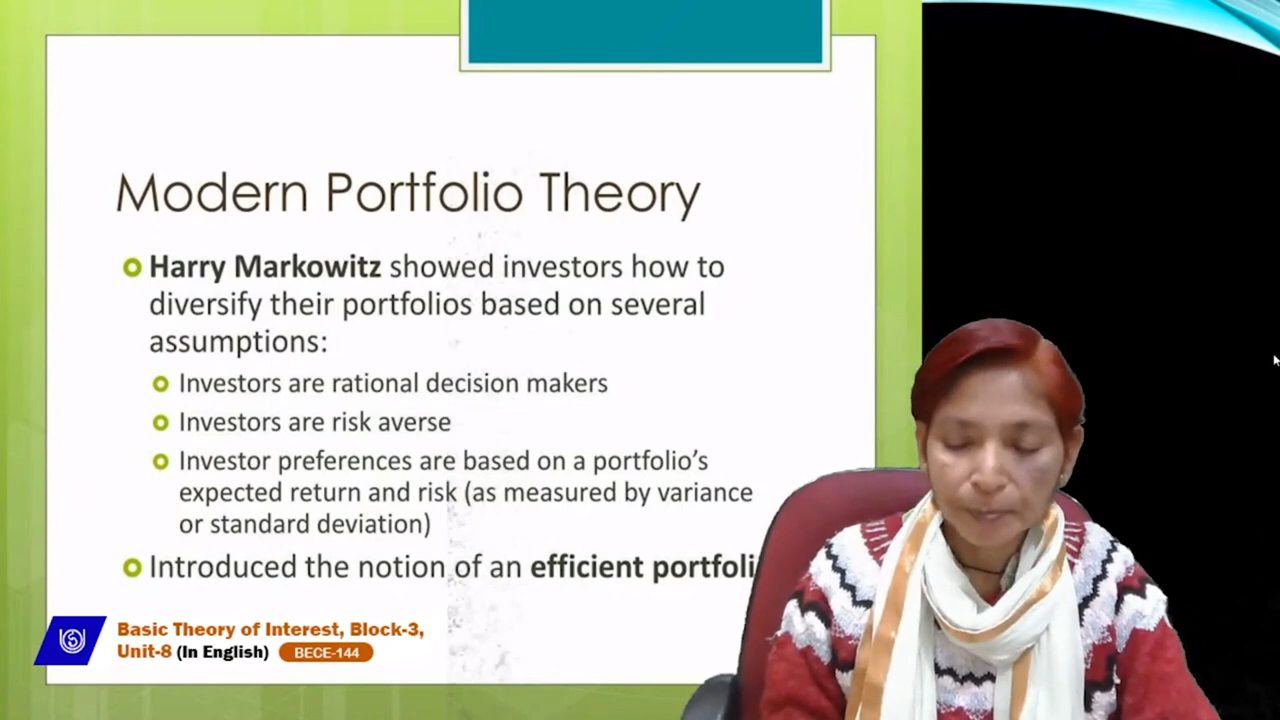 Modern Portfolio Theory
Harry Markowitz showed investors how to
diversify their portfolios based on several
assumptions:
Investors are rational decision makers
Investors are risk averse
Investor preferences are based on a portfolio's
expected return and risk (as measured by variance
or standard deviation)
Introduced the notion of an efficient portfoli
Basic Theory of Interest, Block-3,
Unit-8 (In English) BECE-144